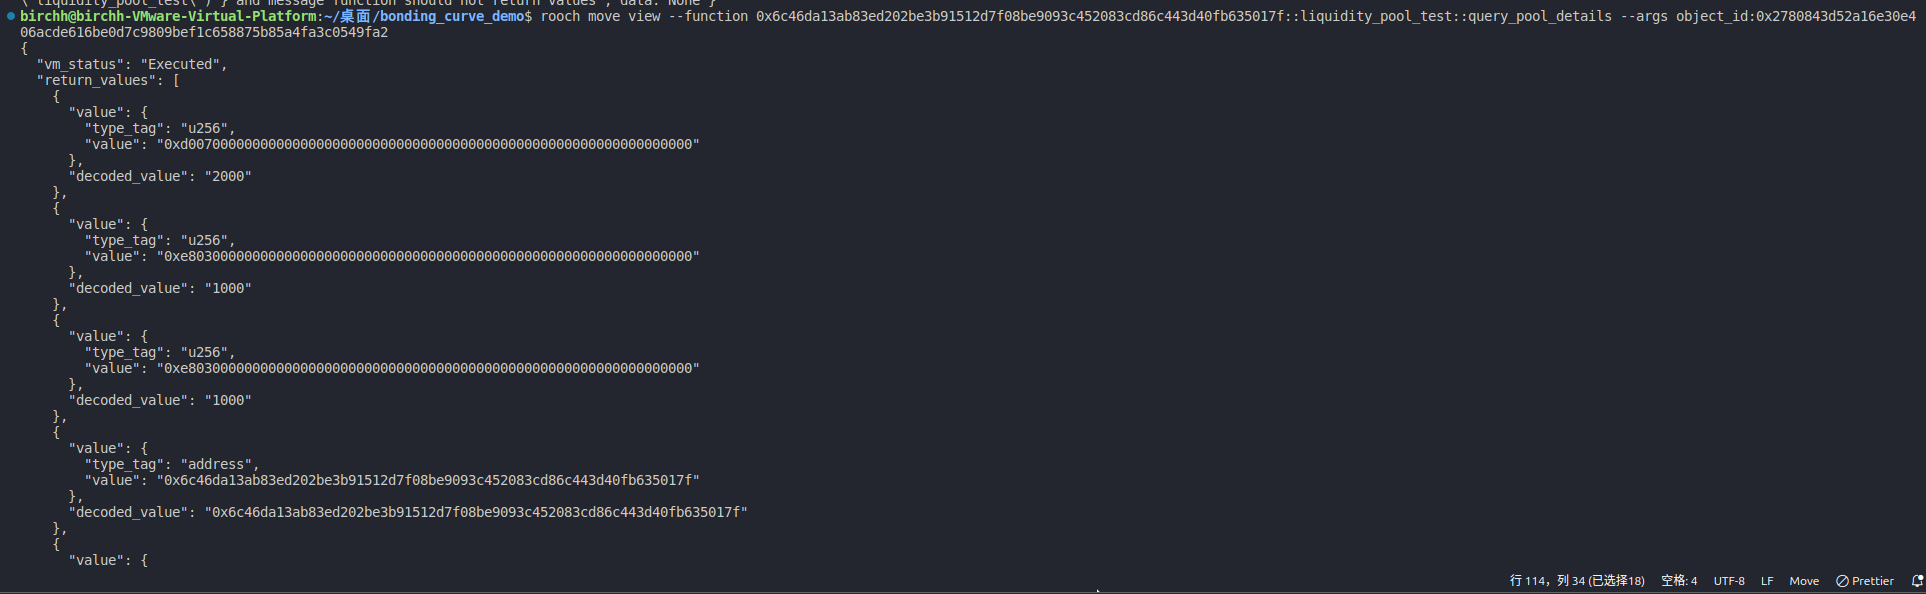 \"liquidity_pool_test\") } and message function should not return values , data: None }
birchh@birchh-VMware-Virtual-Platform:~/桌面/bonding_curve_demo$ rooch move view --function 0x6c46da13ab83ed202be3b91512d7f08be9093c452083cd86c443d40fb635017f::liquidity_pool_test::query_pool_details --args object_id:0x2780843d52a16e30e4
06acde616be0d7c9809bef1c658875b85a4fa3c0549fa2
{
"vm_status": "Executed",
"return_values": [
{
"value": {
"type_tag": "u256",
"value": "0xd007000000000000000000000000000000000000000000000000000000000000"
},
"decoded_value": "2000"
},
{
"value": {
"type_tag": "u256",
"value": "0xe803000000000000000000000000000000000000000000000000000000000000"
},
"decoded_value": "1000"
},
{
"value": {
"type_tag": "u256",
"value": "0xe803000000000000000000000000000000000000000000000000000000000000"
},
"decoded_value": "1000"
},
{
"value": {
"type_tag": "address",
"value": "0x6c46da13ab83ed202be3b91512d7f08be9093c452083cd86c443d40fb635017f"
},
"decoded_value": "0x6c46da13ab83ed202be3b91512d7f08be9093c452083cd86c443d40fb635017f"
},
{
"value": {
行 114，列 34 (已选择18) 空格: 4 UTF-8 LF Move Prettier